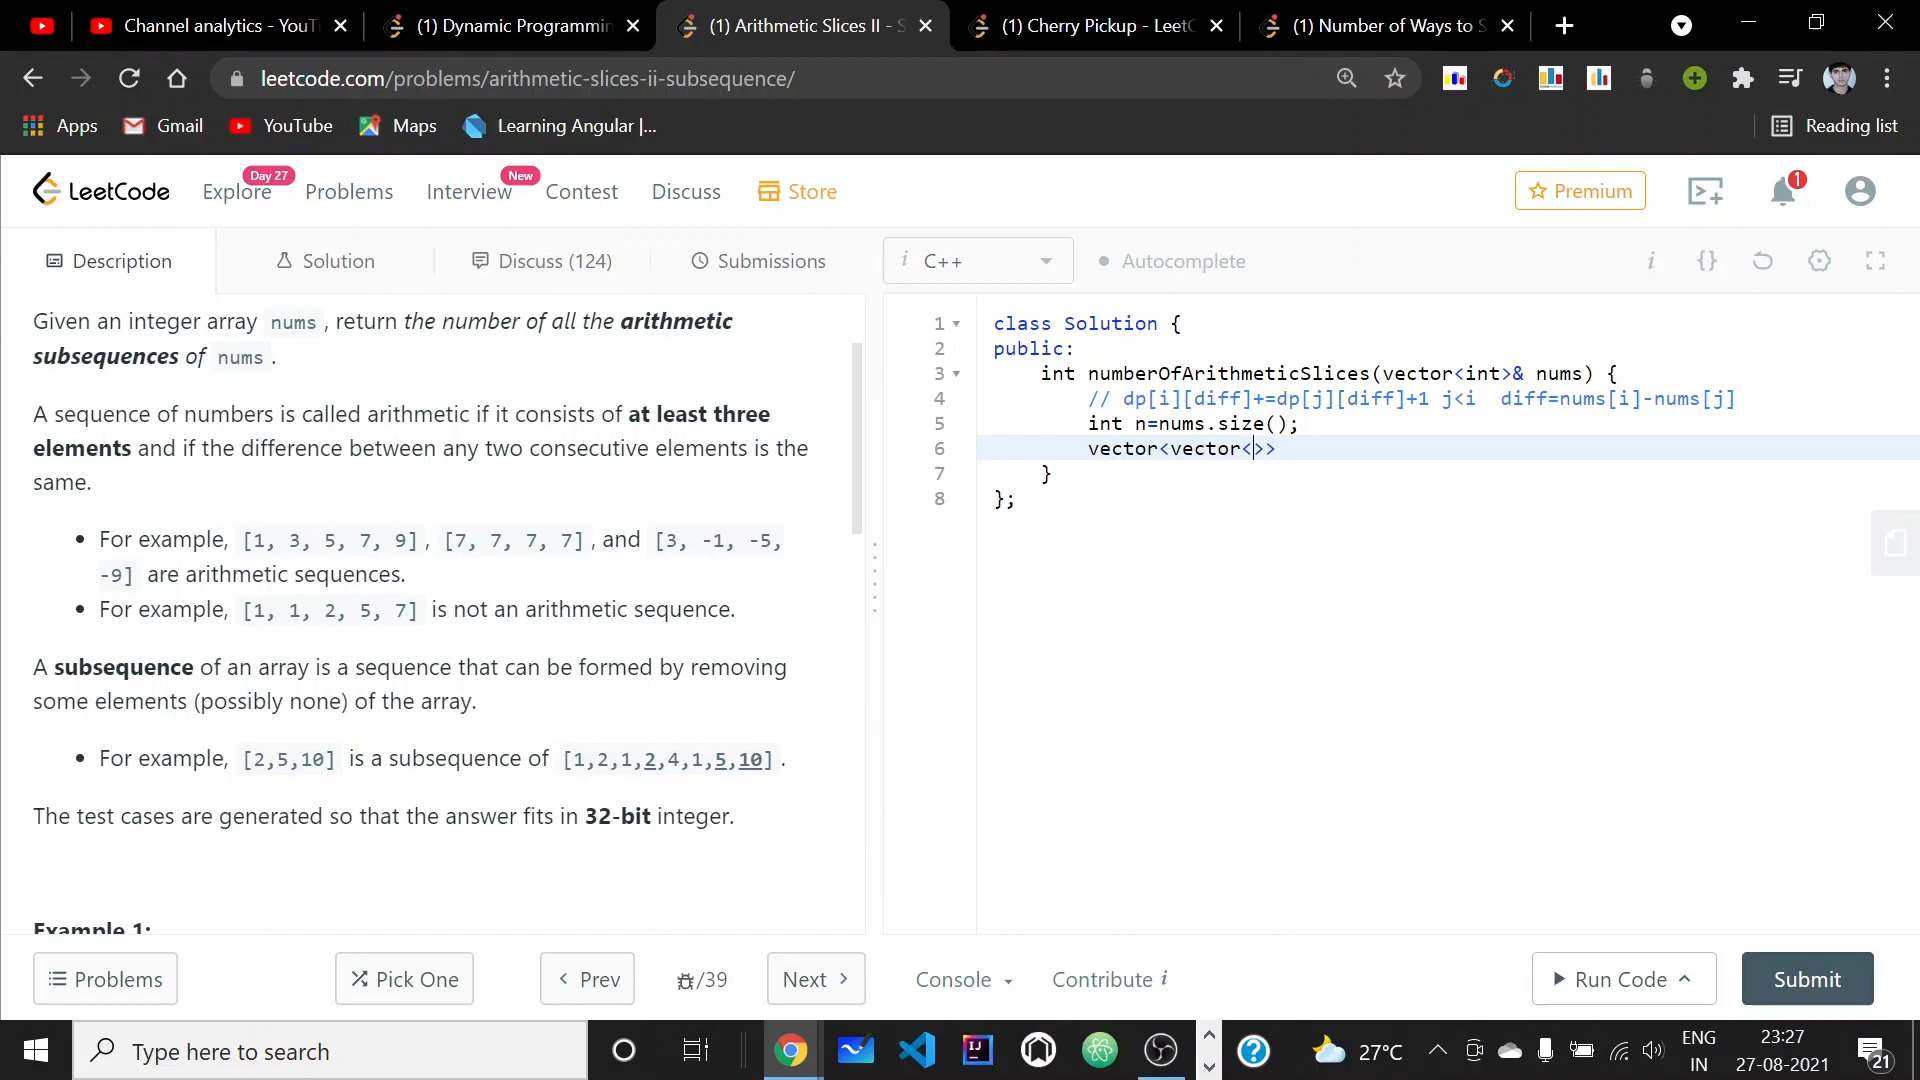 Channel analytics - YouT
(1) Dynamic Programmin
(1) Arithmetic Slices II - S
(1) Cherry Pickup - LeetC
(1) Number of Ways to S
leetcode.com/problems/arithmetic-slices-ii-subsequence/
Apps
Gmail
YouTube
Maps
Learning Angular |...
Reading list
LeetCode
Explore
Day 27
Problems
Interview
New
Contest
Discuss
Store
Premium
1
Description
Solution
Discuss (124)
Submissions
i C++
Autocomplete
i
{}
Given an integer array nums , return the number of all the arithmetic
subsequences of nums .
A sequence of numbers is called arithmetic if it consists of at least three
elements and if the difference between any two consecutive elements is the
same.
• For example, [1, 3, 5, 7, 9] , [7, 7, 7, 7] , and [3, -1, -5,
-9] are arithmetic sequences.
• For example, [1, 1, 2, 5, 7] is not an arithmetic sequence.
A subsequence of an array is a sequence that can be formed by removing
some elements (possibly none) of the array.
• For example, [2,5,10] is a subsequence of [1,2,1,2,4,1,5,10] .
The test cases are generated so that the answer fits in 32-bit integer.
Example 1:
1 class Solution {
2 public:
3 int numberOfArithmeticSlices(vector<int>& nums) {
4 // dp[i][diff]+=dp[j][diff]+1 j<i diff=nums[i]-nums[j]
5 int n=nums.size();
6 vector<vector<>>
7 }
8 };
Problems
Pick One
Prev
/39
Next
Console
Contribute i
Run Code
Submit
Type here to search
27°C
ENG
IN
23:27
27-08-2021
21